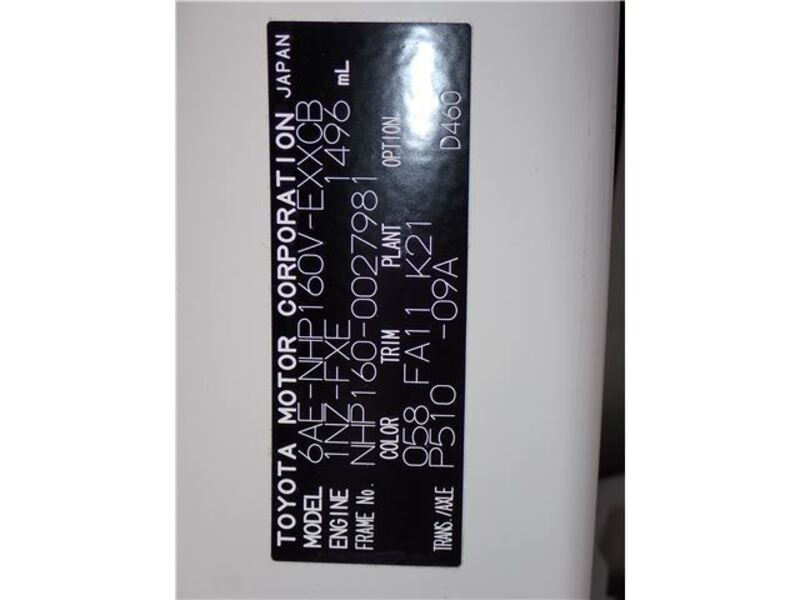 TOYOTA MOTOR CORPORATION JAPAN
MODEL 6AE-NHP160V-EXXCB
ENGINE 1NZ-FXE 1496 mL
FRAME No. NHP160-0027981
COLOR TRIM PLANT OPTION
058 FA11 K21
TRANS./AXLE P510 -09A D460